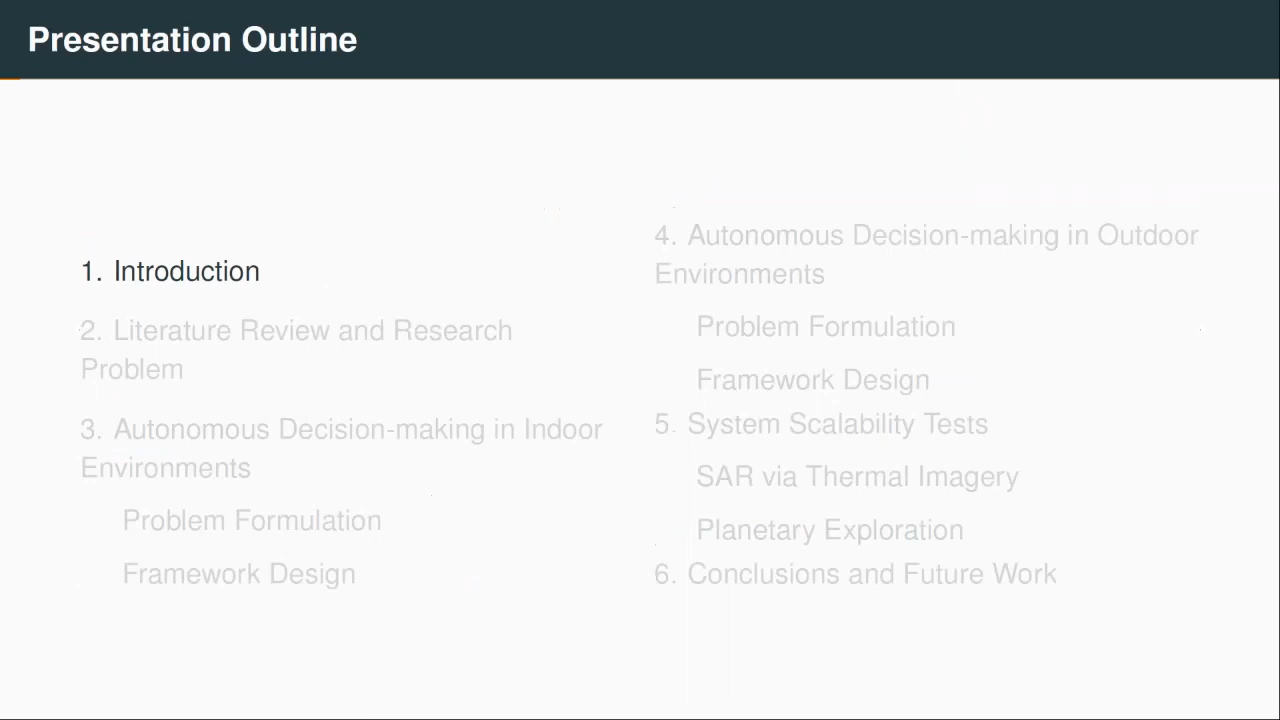 Presentation Outline
1. Introduction
2. Literature Review and Research
Problem
3. Autonomous Decision-making in Indoor
Environments
Problem Formulation
Framework Design
4. Autonomous Decision-making in Outdoor
Environments
Problem Formulation
Framework Design
5. System Scalability Tests
SAR via Thermal Imagery
Planetary Exploration
6. Conclusions and Future Work